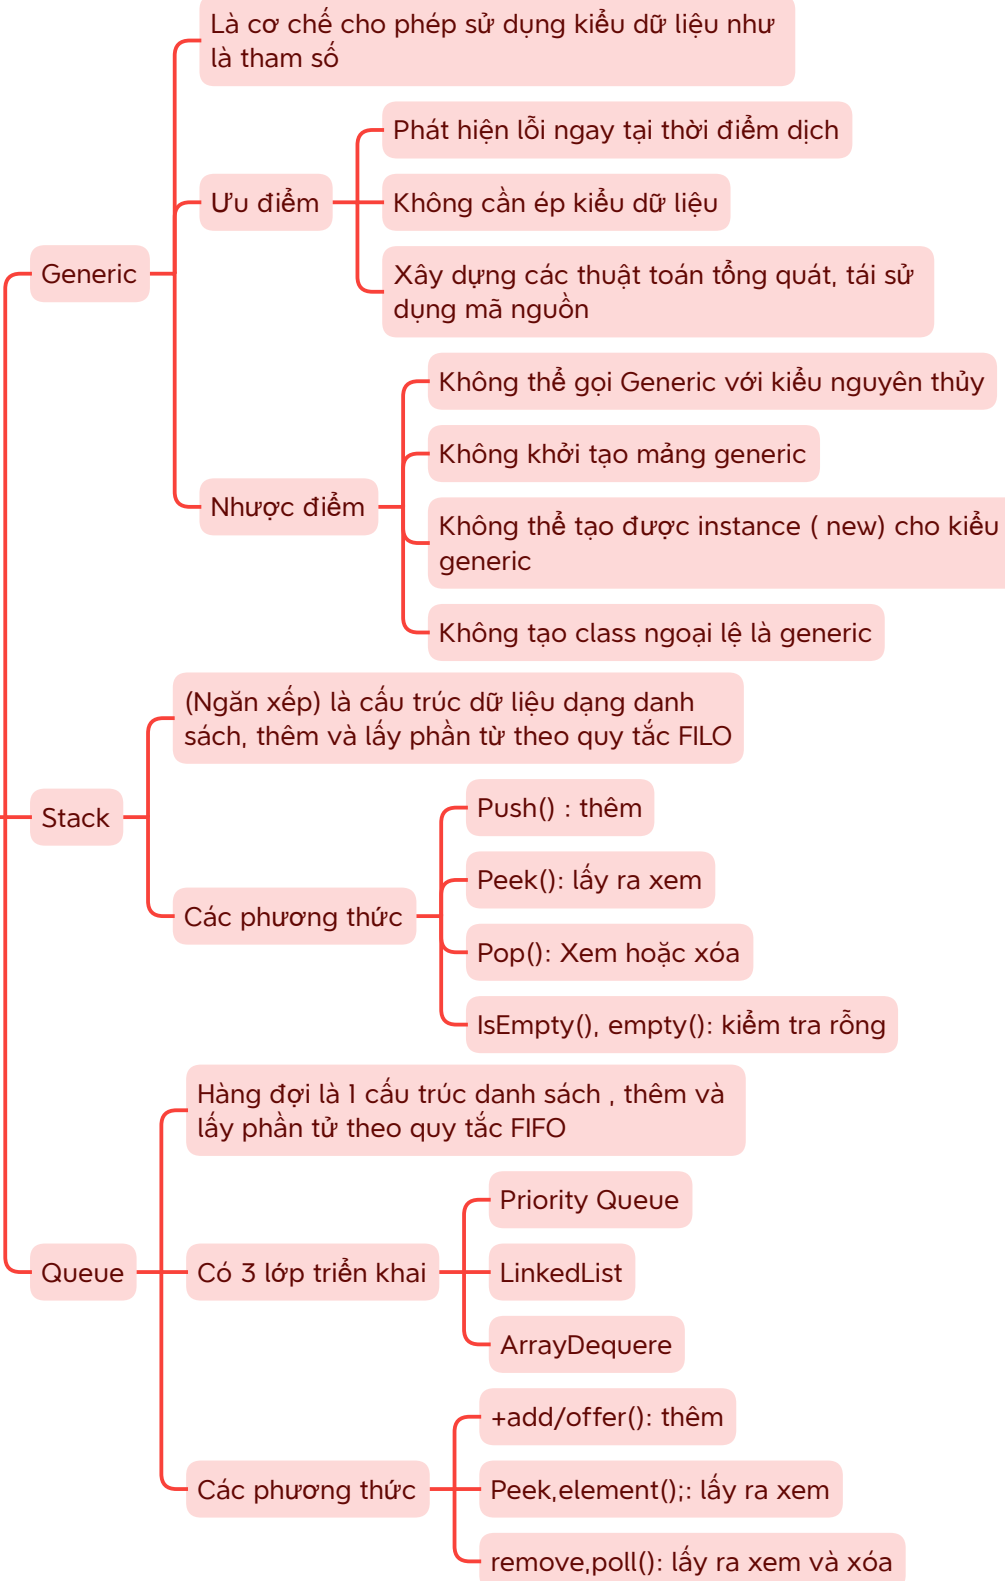 Là cơ chế cho phép sử dụng kiểu dữ liệu như
là tham số
Phát hiện lỗi ngay tại thời điểm dịch
Ưu điểm
Không cần ép kiểu dữ liệu
Generic
Xây dựng các thuật toán tổng quát, tái sử
dụng mã nguồn
Không thể gọi Generic với kiểu nguyên thủy
Không khởi tạo mảng generic
Nhược điểm
Không thể tạo được instance ( new) cho kiểu
generic
Không tạo class ngoại lệ là generic
(Ngăn xếp) là cấu trúc dữ liệu dạng danh
sách, thêm và lấy phần từ theo quy tắc FILO
Stack
Push() : thêm
Peek(): lấy ra xem
Các phương thức
Pop(): Xem hoặc xóa
IsEmpty(), empty(): kiểm tra rỗng
Hàng đợi là 1 cấu trúc danh sách , thêm và
lấy phần tử theo quy tắc FIFO
Priority Queue
Queue
Có 3 lớp triển khai
LinkedList
ArrayDequere
+add/offer(): thêm
Các phương thức
Peek,element();: lấy ra xem
remove,poll(): lấy ra xem và xóa